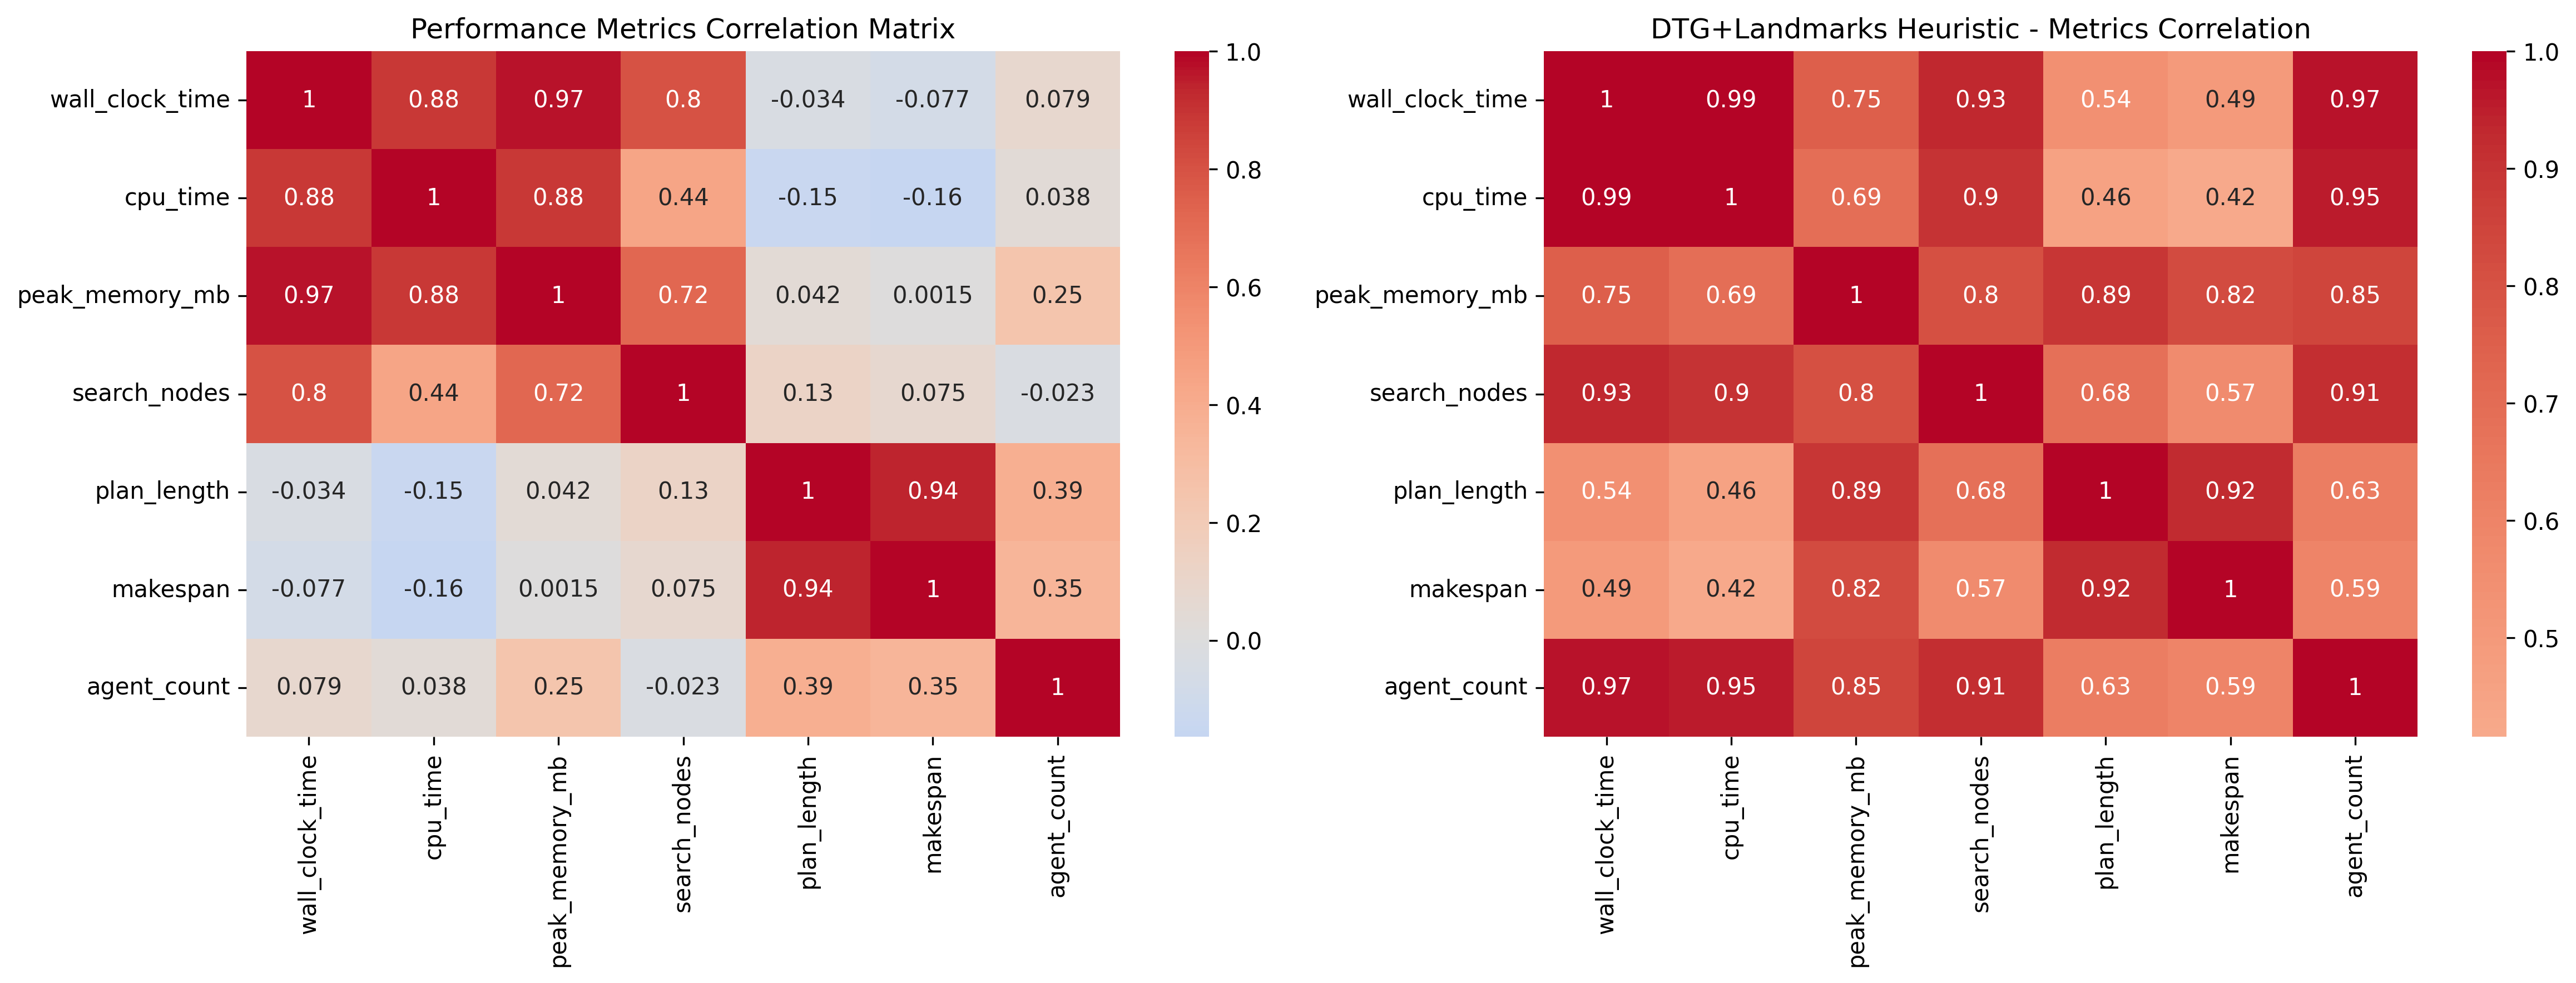 Performance Metrics Correlation Matrix
wall_clock_time 1 0.88 0.97 0.8 -0.034 -0.077 0.079
cpu_time 0.88 1 0.88 0.44 -0.15 -0.16 0.038
peak_memory_mb 0.97 0.88 1 0.72 0.042 0.0015 0.25
search_nodes 0.8 0.44 0.72 1 0.13 0.075 -0.023
plan_length -0.034 -0.15 0.042 0.13 1 0.94 0.39
makespan -0.077 -0.16 0.0015 0.075 0.94 1 0.35
agent_count 0.079 0.038 0.25 -0.023 0.39 0.35 1
wall_clock_time cpu_time peak_memory_mb search_nodes plan_length makespan agent_count
1.0
0.8
0.6
0.4
0.2
0.0
DTG+Landmarks Heuristic - Metrics Correlation
wall_clock_time 1 0.99 0.75 0.93 0.54 0.49 0.97
cpu_time 0.99 1 0.69 0.9 0.46 0.42 0.95
peak_memory_mb 0.75 0.69 1 0.8 0.89 0.82 0.85
search_nodes 0.93 0.9 0.8 1 0.68 0.57 0.91
plan_length 0.54 0.46 0.89 0.68 1 0.92 0.63
makespan 0.49 0.42 0.82 0.57 0.92 1 0.59
agent_count 0.97 0.95 0.85 0.91 0.63 0.59 1
wall_clock_time cpu_time peak_memory_mb search_nodes plan_length makespan agent_count
1.0
0.9
0.8
0.7
0.6
0.5